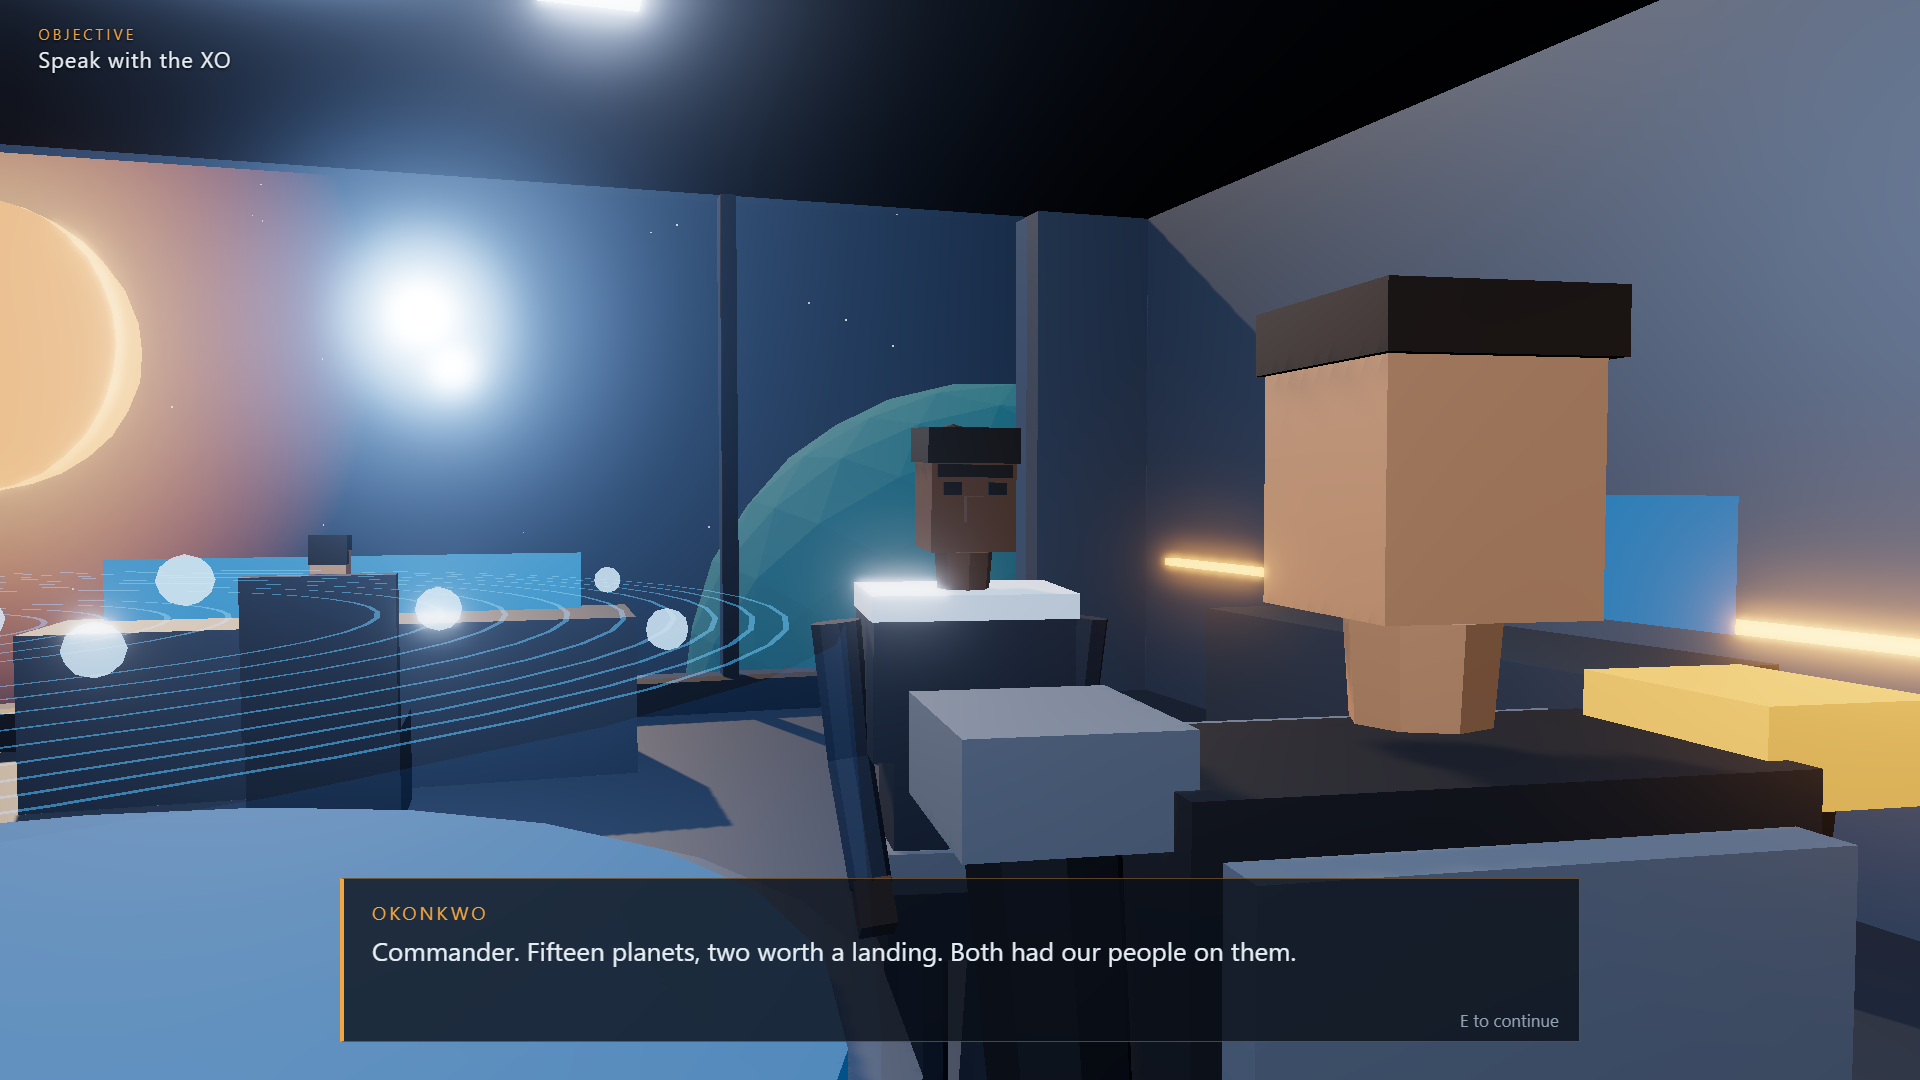 OBJECTIVE
Speak with the XO
OKONKWO
Commander. Fifteen planets, two worth a landing. Both had our people on them.
E to continue